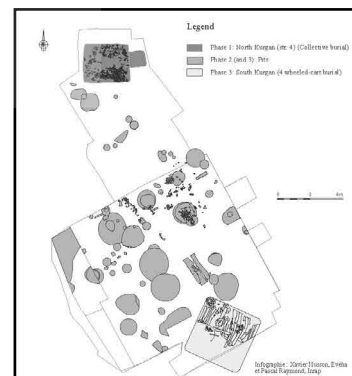 Legend
Phase 1: North Kurgan (str. 4) (Collective burial)
Phase 2 (and 3): Pits
Phase 3: South Kurgan (4 wheeled-cart burial)
0 2 4m
Infographie : Xavier Husson, Eveha
et Pascal Raymond, Inrap